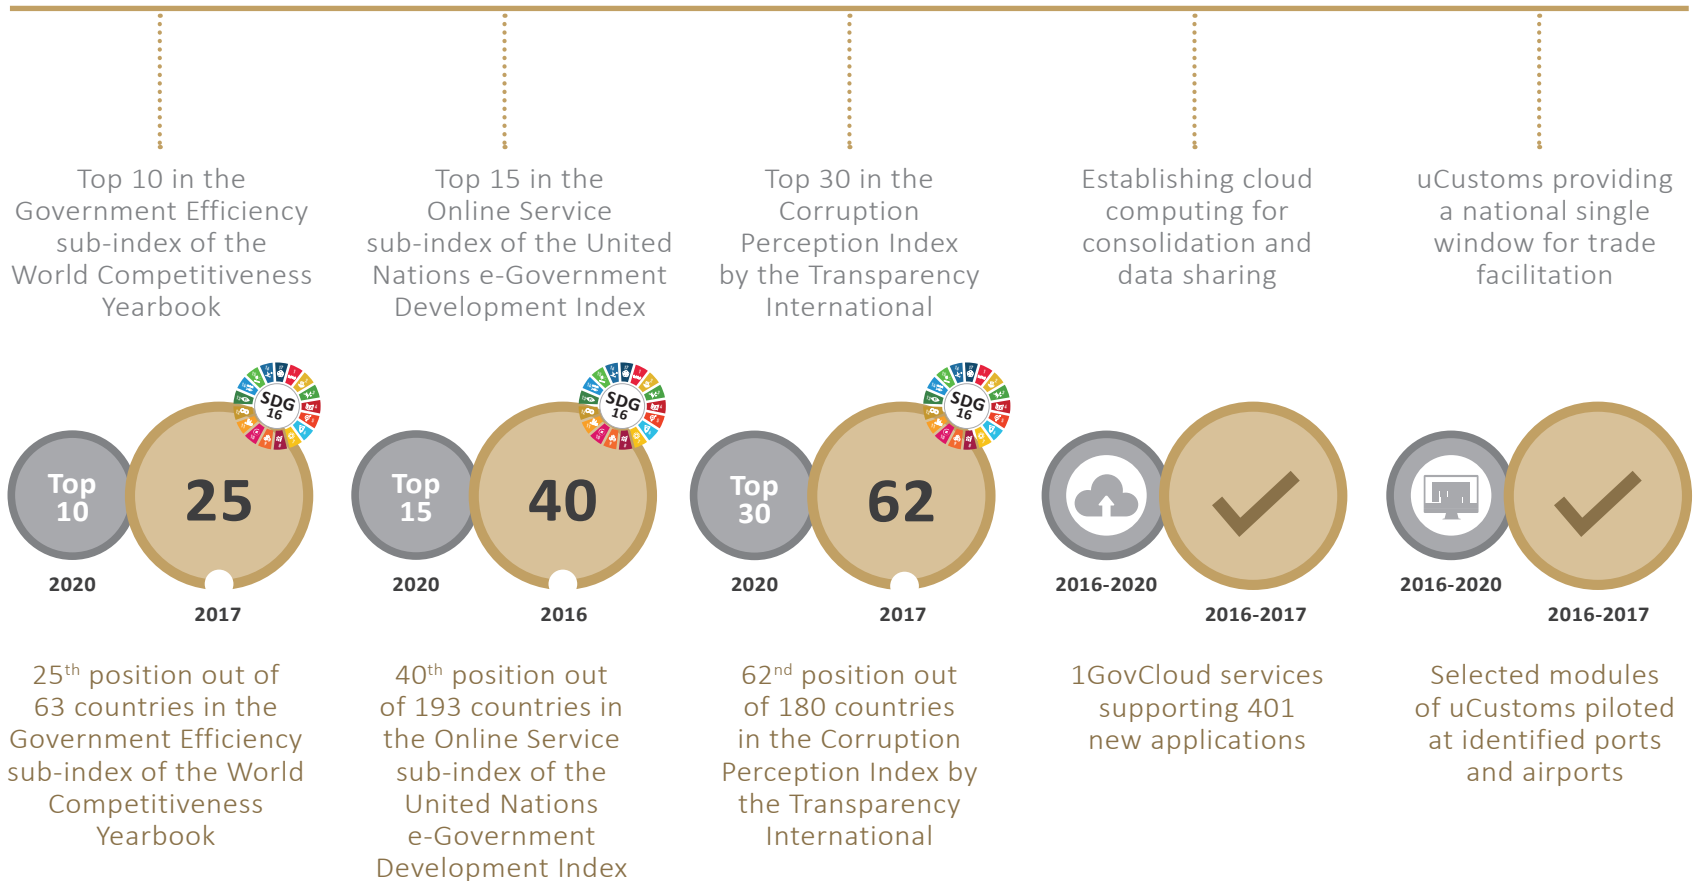 Top 10 in the
Government Efficiency
sub-index of the
World Competitiveness
Yearbook
Top 15 in the
Online Service
sub-index of the United
Nations e-Government
Development Index
Top 30 in the
Corruption
Perception Index
by the Transparency
International
Establishing cloud
computing for
consolidation and
data sharing
uCustoms providing
a national single
window for trade
facilitation
SDG
16
Top
10
25
2020
2017
SDG
16
Top
15
40
2020
2016
SDG
16
Top
30
62
2020
2017
2016-2020
2016-2017
2016-2020
2016-2017
25th position out of
63 countries in the
Government Efficiency
sub-index of the World
Competitiveness
Yearbook
40th position out
of 193 countries in
the Online Service
sub-index of the
United Nations
e-Government
Development Index
62nd position out
of 180 countries
in the Corruption
Perception Index by
the Transparency
International
1GovCloud services
supporting 401
new applications
Selected modules
of uCustoms piloted
at identified ports
and airports